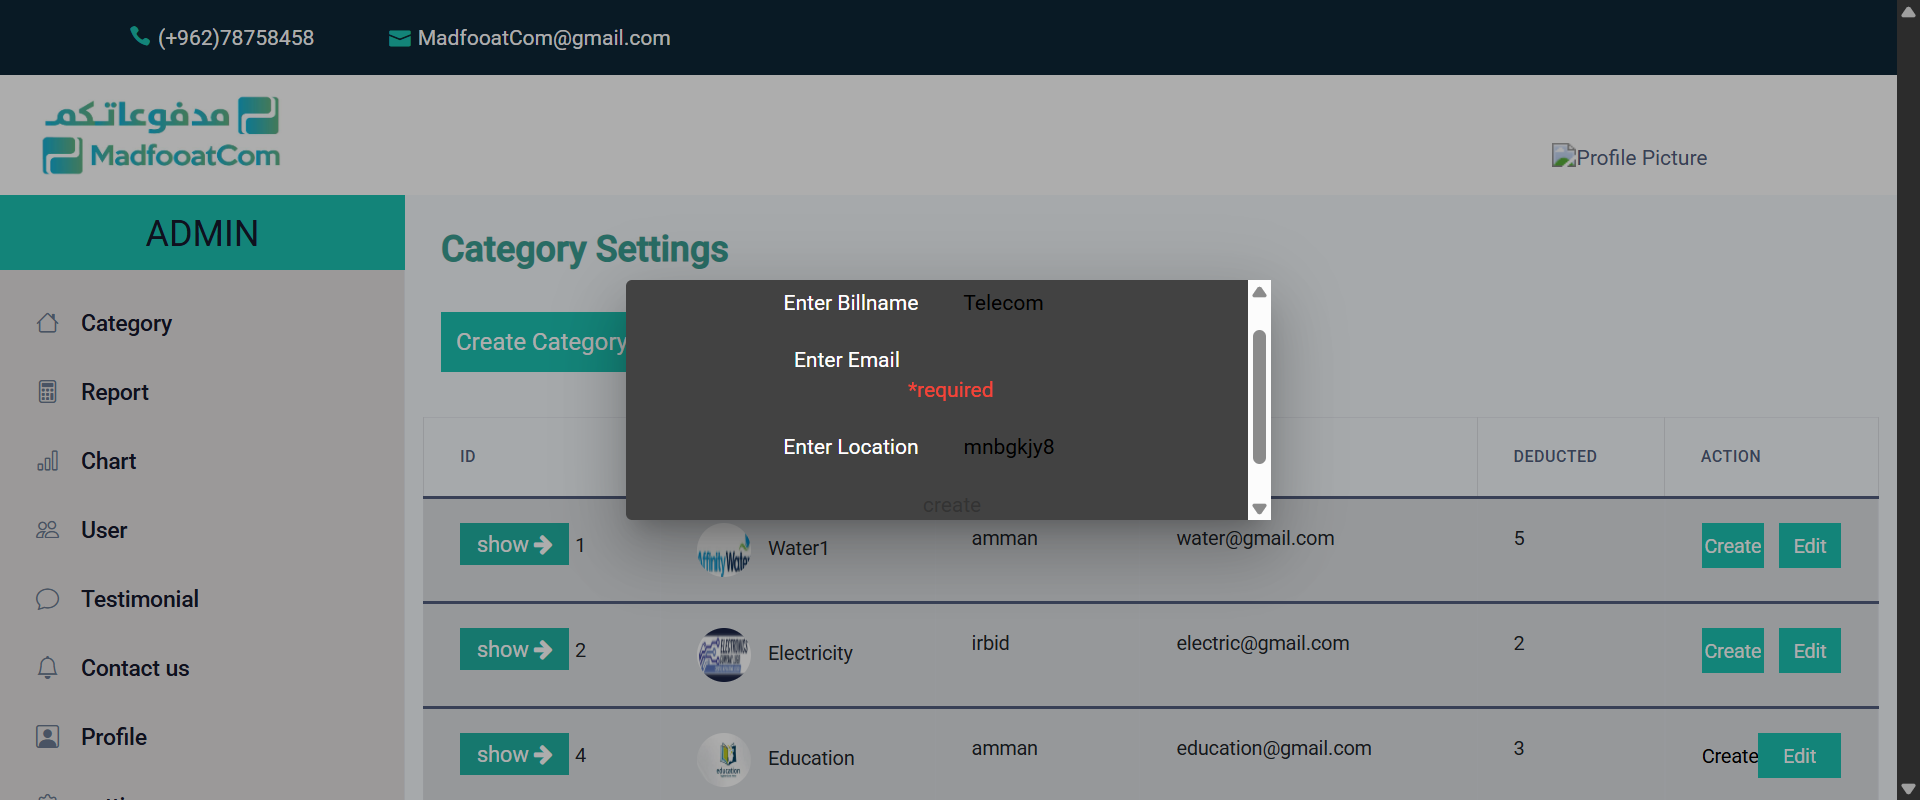 (+962)78758458 MadfooatCom@gmail.com
مدفوعاتكم
MadfooatCom
Profile Picture
ADMIN
Category
Report
Chart
User
Testimonial
Contact us
Profile
Category Settings
Create Category
Enter Billname Telecom
Enter Email
*required
Enter Location mnbgkjy8
create
ID DEDUCTED ACTION
show 1 Affinity Water Water1 amman water@gmail.com 5 Create Edit
show 2 Electricity irbid electric@gmail.com 2 Create Edit
show 4 education Education amman education@gmail.com 3 Create Edit